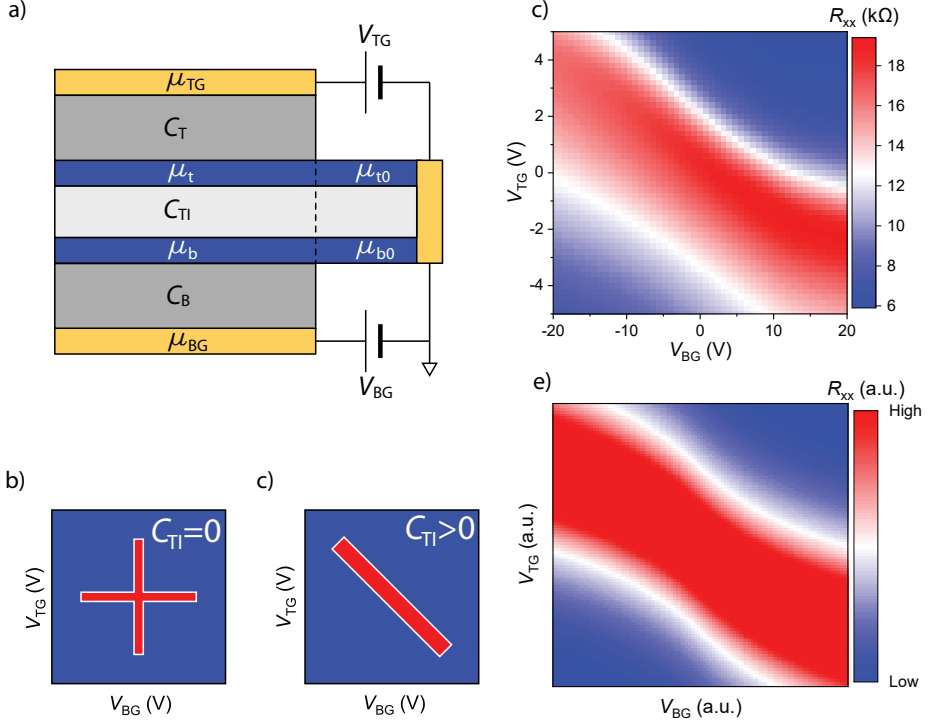 a)
V_TG
μ_TG
C_T
μ_t μ_t0
C_TI
μ_b μ_b0
C_B
μ_BG
V_BG
c)
R_xx (kΩ)
18
16
14
12
10
8
6
4
2
0
-2
-4
V_TG (V)
-20 -10 0 10 20
V_BG (V)
b)
C_TI=0
V_TG (V)
V_BG (V)
c)
C_TI>0
V_TG (V)
V_BG (V)
e)
R_xx (a.u.)
High
Low
V_TG (a.u.)
V_BG (a.u.)